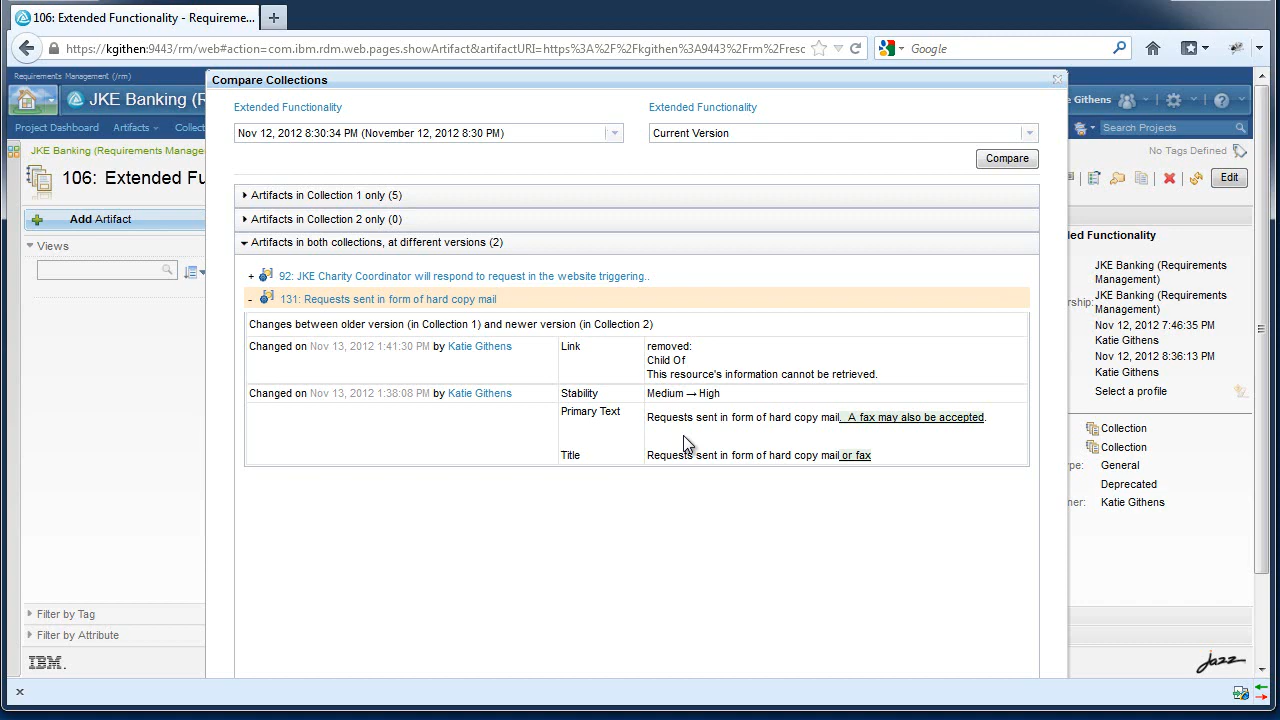 106: Extended Functionality - Requireme...
https://kgithen:9443/rm/web#action=com.ibm.rdm.web.pages.showArtifact&artifactURI=https%3A%2F%2Fkgithen%3A9443%2Frm%2Fresc
Google
Requirements Management (/rm)
Compare Collections
JKE Banking (R
e Githens
Project Dashboard Artifacts Collect
Search Projects
JKE Banking (Requirements Manage
No Tags Defined
106: Extended Fu
Edit
Add Artifact
Views
Extended Functionality
Extended Functionality
Nov 12, 2012 8:30:34 PM (November 12, 2012 8:30 PM)
Current Version
Compare
Artifacts in Collection 1 only (5)
Artifacts in Collection 2 only (0)
Artifacts in both collections, at different versions (2)
+ 92: JKE Charity Coordinator will respond to request in the website triggering..
- 131: Requests sent in form of hard copy mail
Changes between older version (in Collection 1) and newer version (in Collection 2)
Changed on Nov 13, 2012 1:41:30 PM by Katie Githens Link removed:
Child Of
This resource's information cannot be retrieved.
Changed on Nov 13, 2012 1:38:08 PM by Katie Githens Stability Medium → High
Primary Text Requests sent in form of hard copy mail. A fax may also be accepted.
Title Requests sent in form of hard copy mail or fax
ed Functionality
JKE Banking (Requirements
Management)
rship: JKE Banking (Requirements
Management)
Nov 12, 2012 7:46:35 PM
Katie Githens
Nov 12, 2012 8:36:13 PM
Katie Githens
Select a profile
Collection
Collection
pe: General
Deprecated
ner: Katie Githens
Filter by Tag
Filter by Attribute
IBM.
jazz